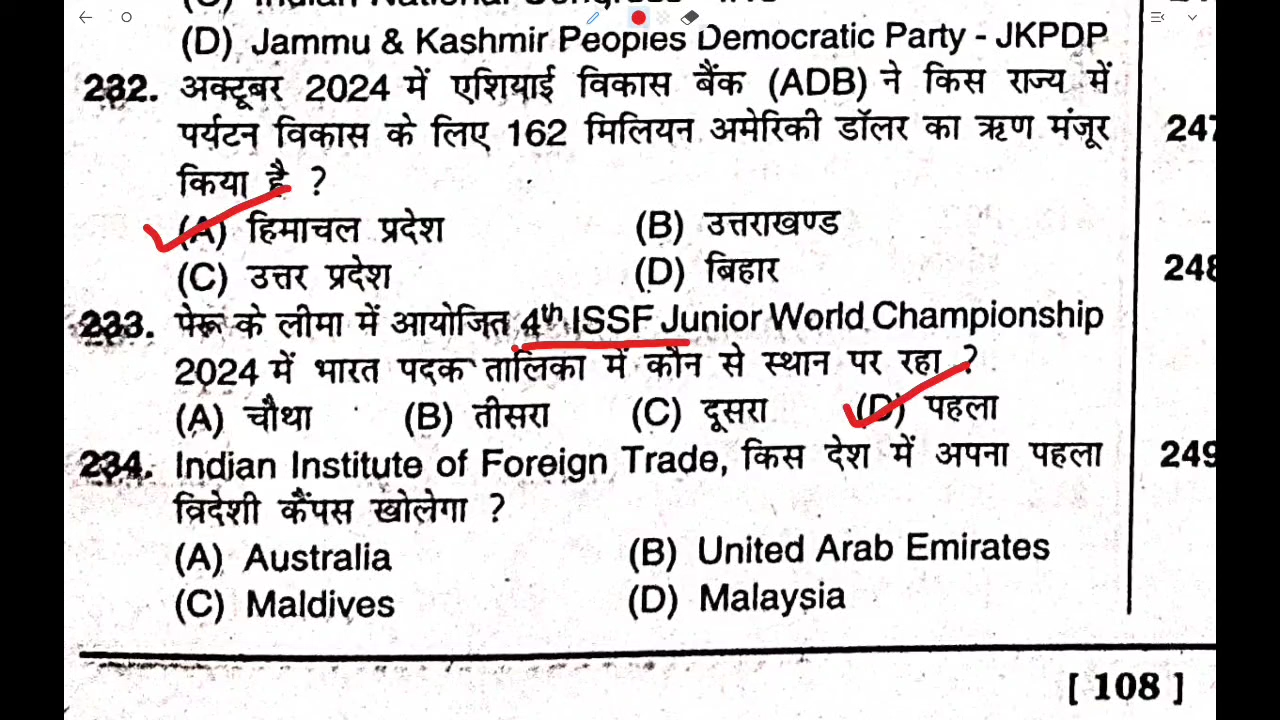 (D) Jammu & Kashmir Peoples Democratic Party - JKPDP
232. अक्टूबर 2024 में एशियाई विकास बैंक (ADB) ने किस राज्य में
पर्यटन विकास के लिए 162 मिलियन अमेरिकी डॉलर का ऋण मंजूर
किया है ?
(A) हिमाचल प्रदेश (B) उत्तराखण्ड
(C) उत्तर प्रदेश (D) बिहार
233. पेरू के लीमा में आयोजित 4th ISSF Junior World Championship
2024 में भारत पदक तालिका में कौन से स्थान पर रहा ?
(A) चौथा (B) तीसरा (C) दूसरा (D) पहला
234. Indian Institute of Foreign Trade, किस देश में अपना पहला
विदेशी कैंपस खोलेगा ?
(A) Australia (B) United Arab Emirates
(C) Maldives (D) Malaysia
[ 108 ]
247
248
249